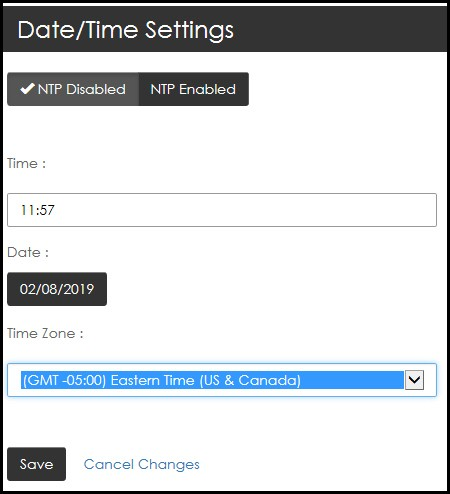 Date/Time Settings
NTP Disabled NTP Enabled
Time :
11:57
Date :
02/08/2019
Time Zone :
(GMT -05:00) Eastern Time (US & Canada)
Save Cancel Changes